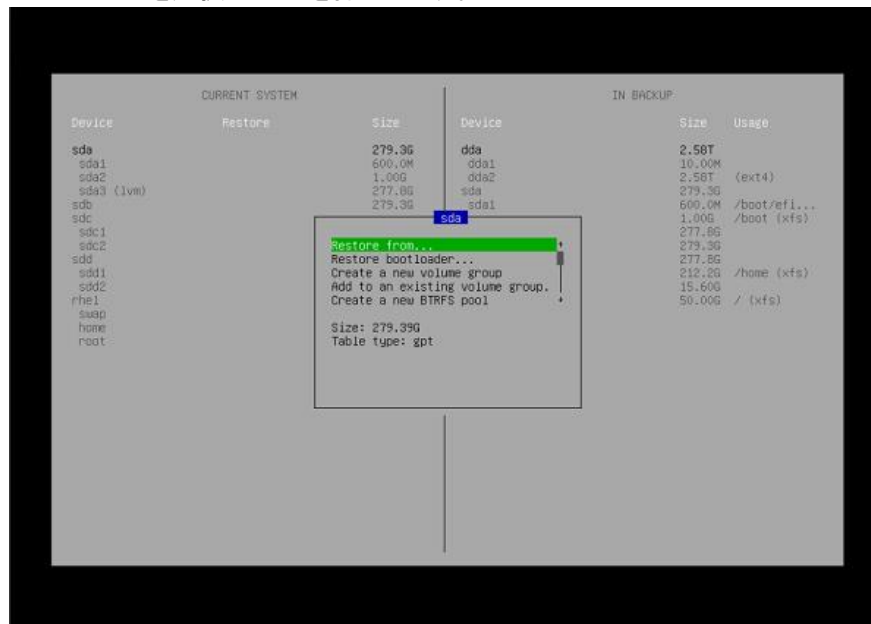 CURRENT SYSTEM IN BACKUP
Device Restore Size Device Size Usage
sda 279.3G dda 2.58T
sda1 600.0M dda1 10.00M
sda2 1.00G dda2 2.58T (ext4)
sda3 (lvm) 277.8G sda 279.3G
sdb 279.3G sda1 600.0M /boot/efi...
sdc 1.00G /boot (xfs)
sdc1 277.8G
sdc2 279.3G
sdd 277.8G
sdd1 212.2G /home (xfs)
sdd2 15.60G
rhel 50.00G / (xfs)
swap
home
root
sda
Restore from...
Restore bootloader...
Create a new volume group
Add to an existing volume group.
Create a new BTRFS pool
Size: 279.39G
Table type: gpt